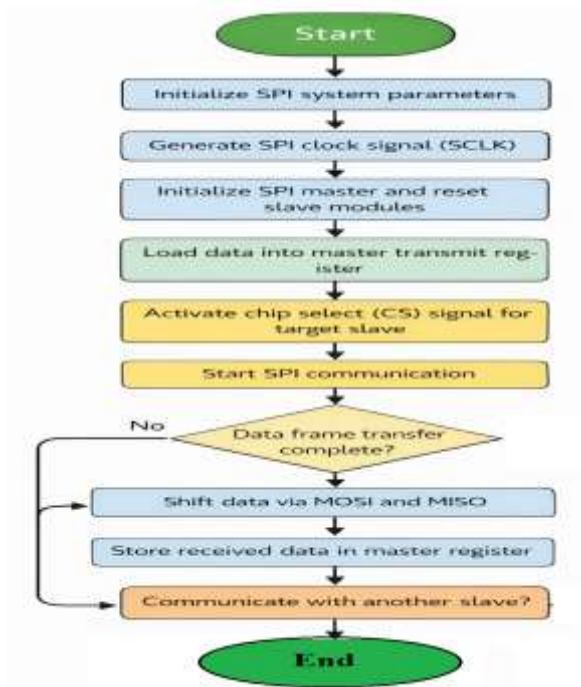 Start
Initialize SPI system parameters
Generate SPI clock signal (SCLK)
Initialize SPI master and reset
slave modules
Load data into master transmit reg-
ister
Activate chip select (CS) signal for
target slave
Start SPI communication
No
Data frame transfer
complete?
Shift data via MOSI and MISO
Store received data in master register
Communicate with another slave?
End